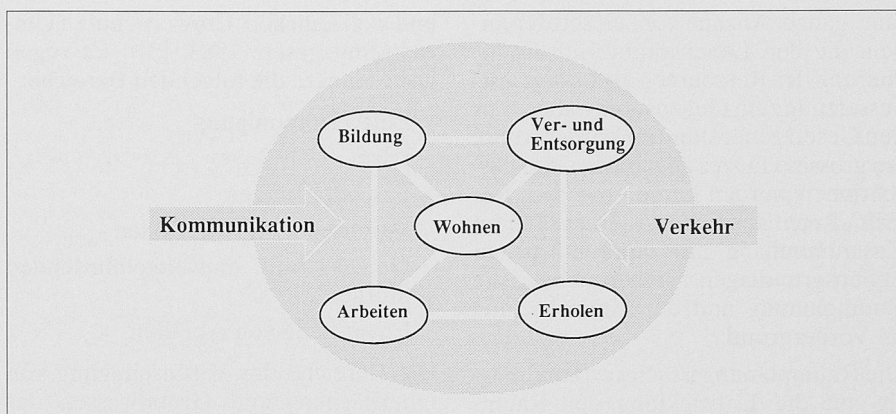 Bildung
Ver- und
Entsorgung
Kommunikation
Wohnen
Verkehr
Arbeiten
Erholen